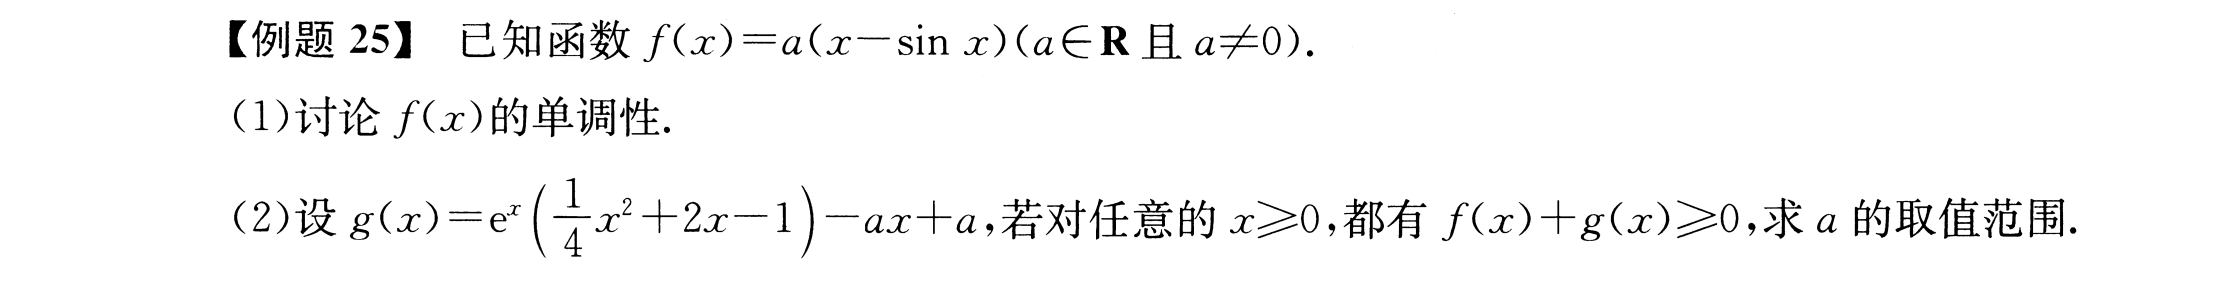 【例题 25】 已知函数 f(x)=a(x−sin x)(a∈R 且 a≠0).
(1)讨论 f(x)的单调性.
(2)设 g(x)=eˣ(1/4x²+2x−1)−ax+a,若对任意的 x⩾0,都有 f(x)+g(x)⩾0,求 a 的取值范围.